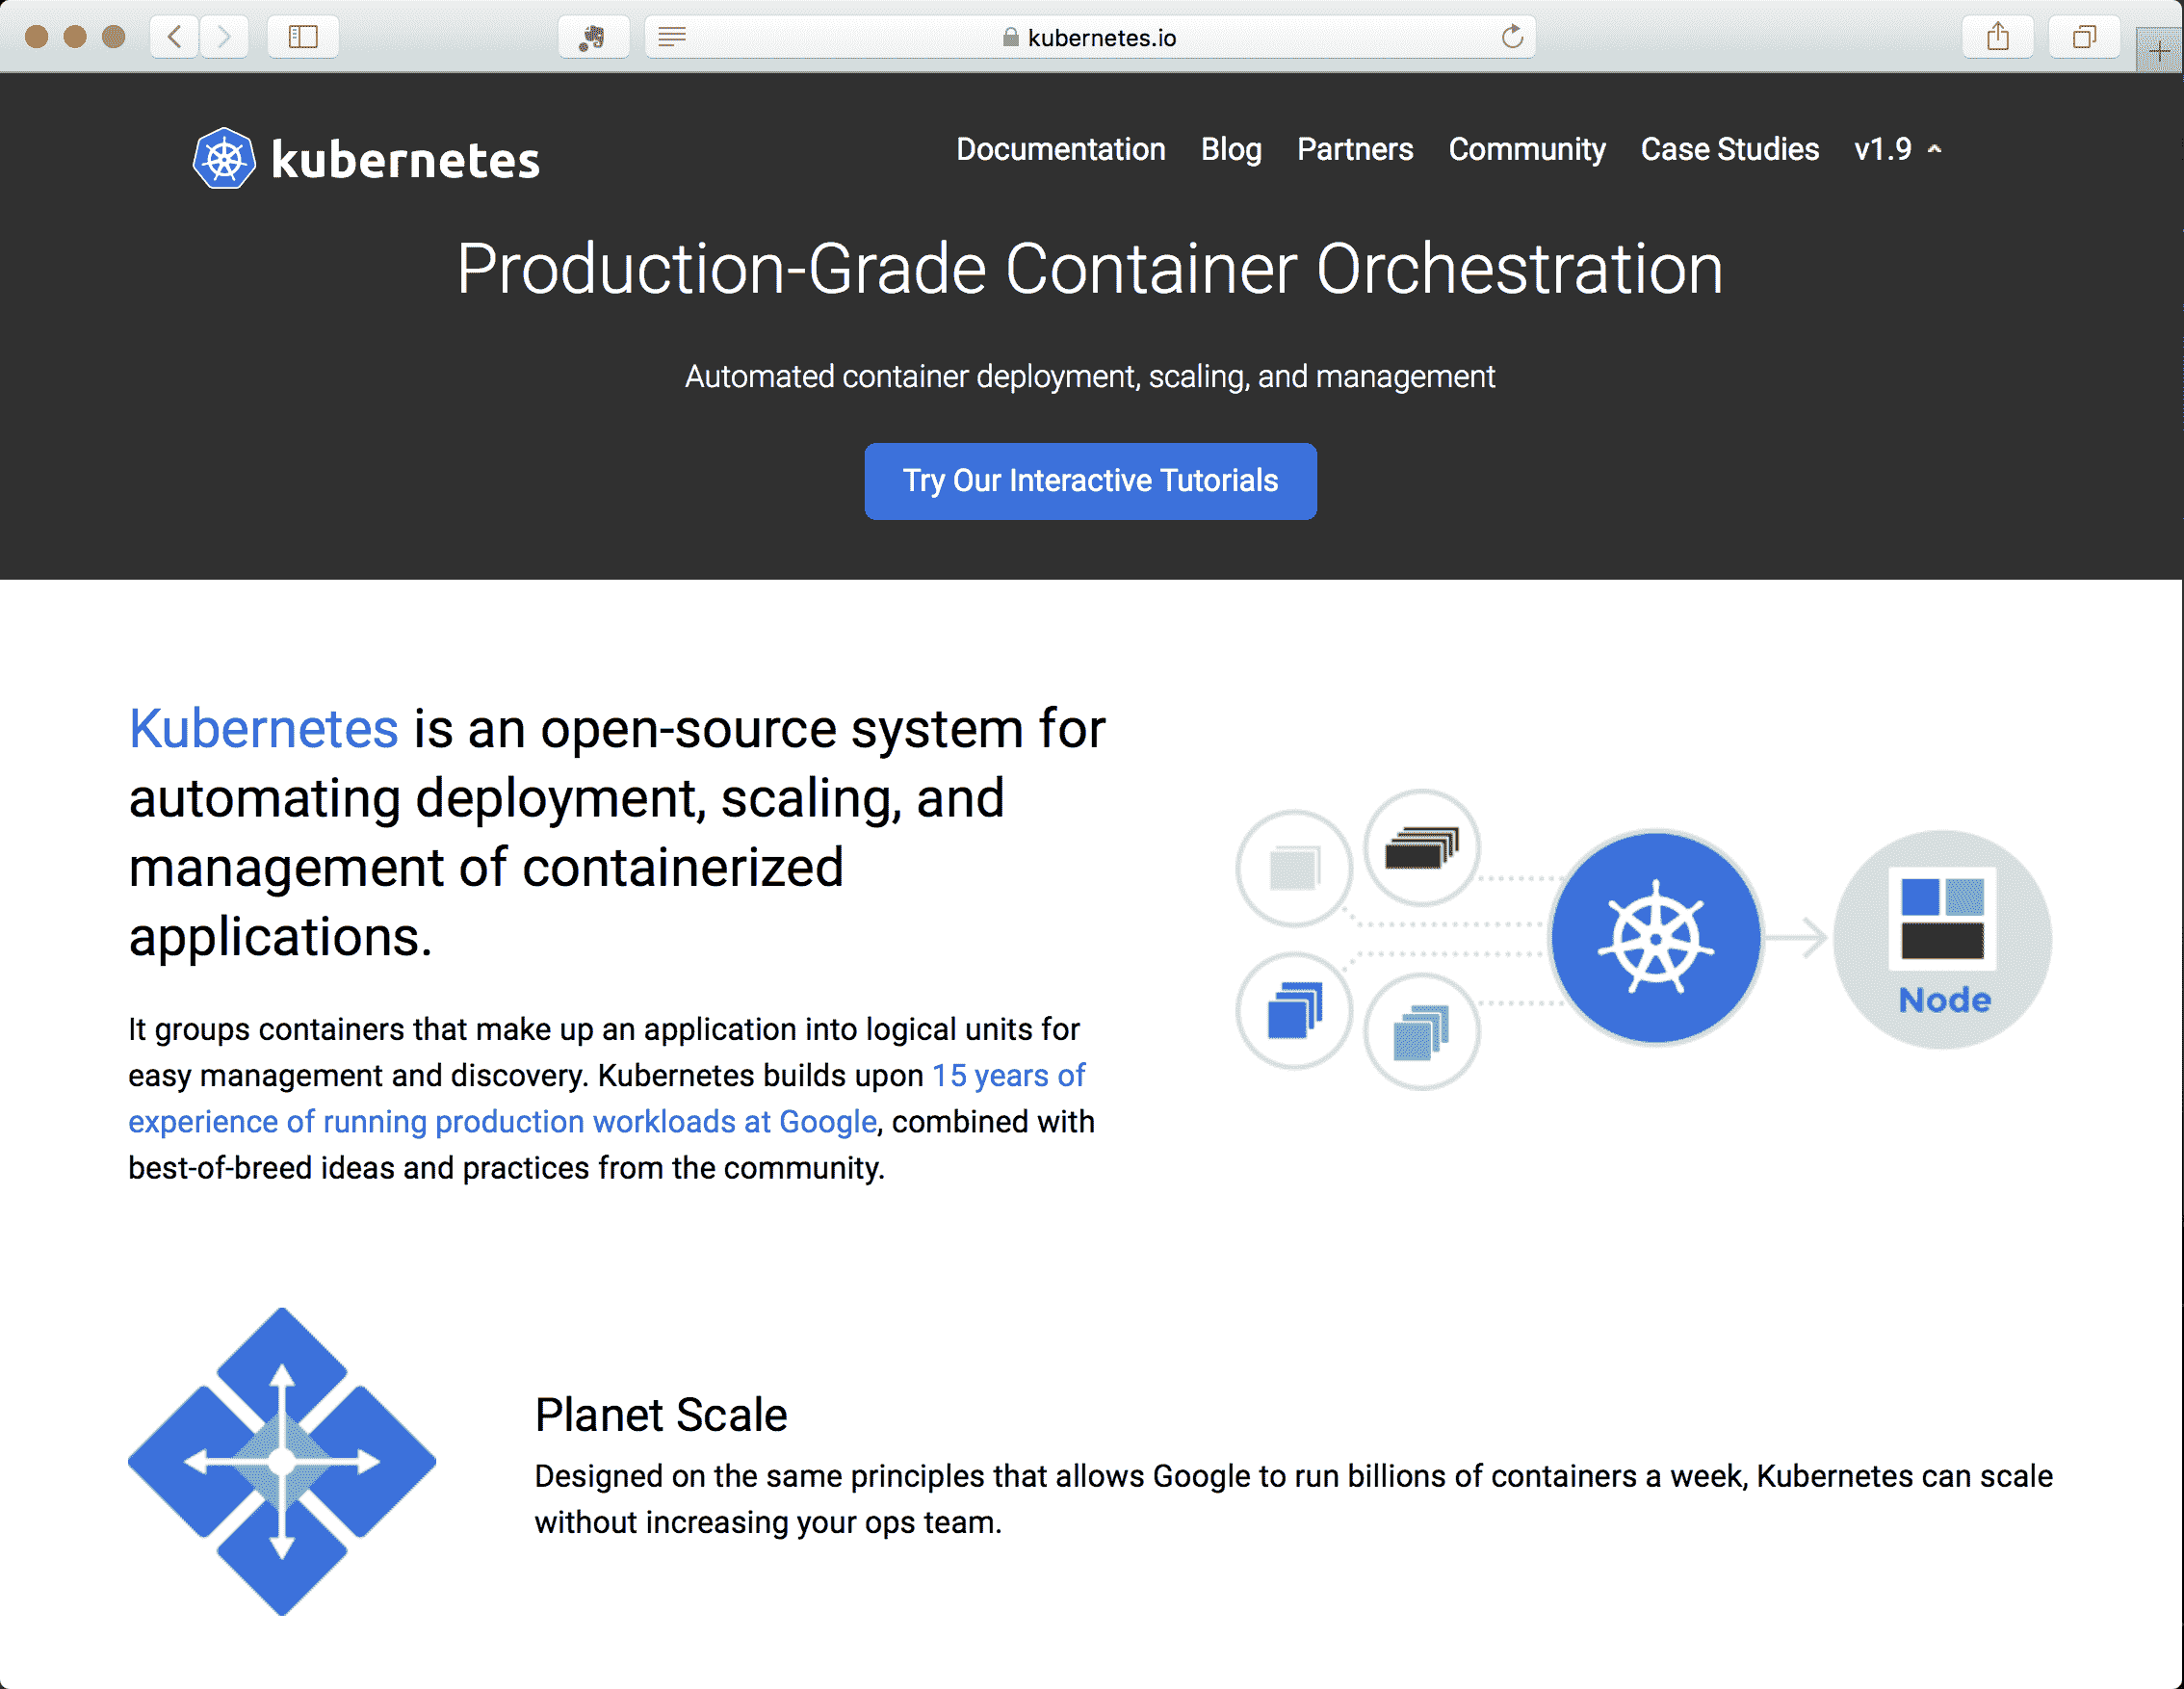 kubernetes.io
kubernetes
Documentation Blog Partners Community Case Studies v1.9
Production-Grade Container Orchestration
Automated container deployment, scaling, and management
Try Our Interactive Tutorials
Kubernetes is an open-source system for
automating deployment, scaling, and
management of containerized
applications.
It groups containers that make up an application into logical units for
easy management and discovery. Kubernetes builds upon 15 years of
experience of running production workloads at Google, combined with
best-of-breed ideas and practices from the community.
Node
Planet Scale
Designed on the same principles that allows Google to run billions of containers a week, Kubernetes can scale
without increasing your ops team.